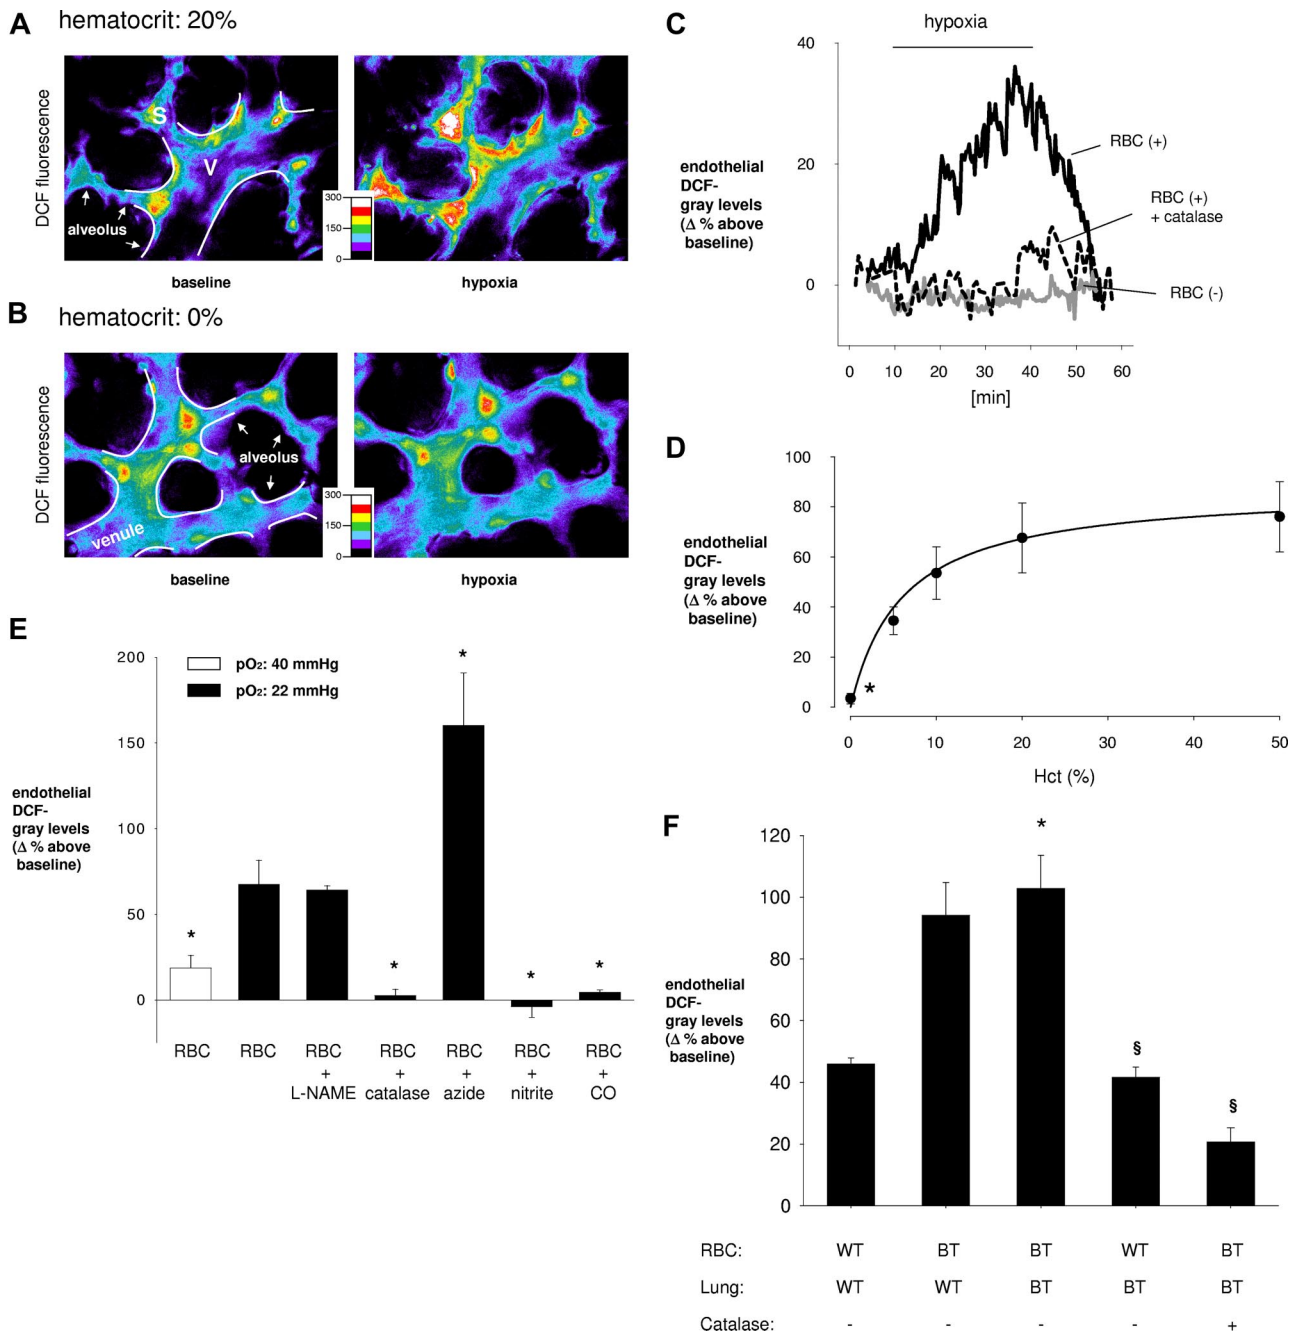 A hematocrit: 20%
DCF fluorescence
S
V
alveolus
300
150
0
baseline
hypoxia
B hematocrit: 0%
DCF fluorescence
alveolus
venule
300
150
0
baseline
hypoxia
C
hypoxia
40
20
0
endothelial
DCF-
gray levels
(Δ % above
baseline)
RBC (+)
RBC (+)
+ catalase
RBC (-)
0 10 20 30 40 50 60
[min]
D
100
80
60
40
20
0
endothelial
DCF-
gray levels
(Δ % above
baseline)
*
0 10 20 30 40 50
Hct (%)
E
200
150
100
50
0
endothelial
DCF-
gray levels
(Δ % above
baseline)
pO₂: 40 mmHg
pO₂: 22 mmHg
* * * * *
RBC RBC RBC RBC RBC RBC RBC
+ + + + +
L-NAME catalase azide nitrite CO
F
120
100
80
60
40
20
0
endothelial
DCF-
gray levels
(Δ % above
baseline)
*
§
§
RBC: WT BT BT WT BT
Lung: WT WT BT BT BT
Catalase: - - - - +